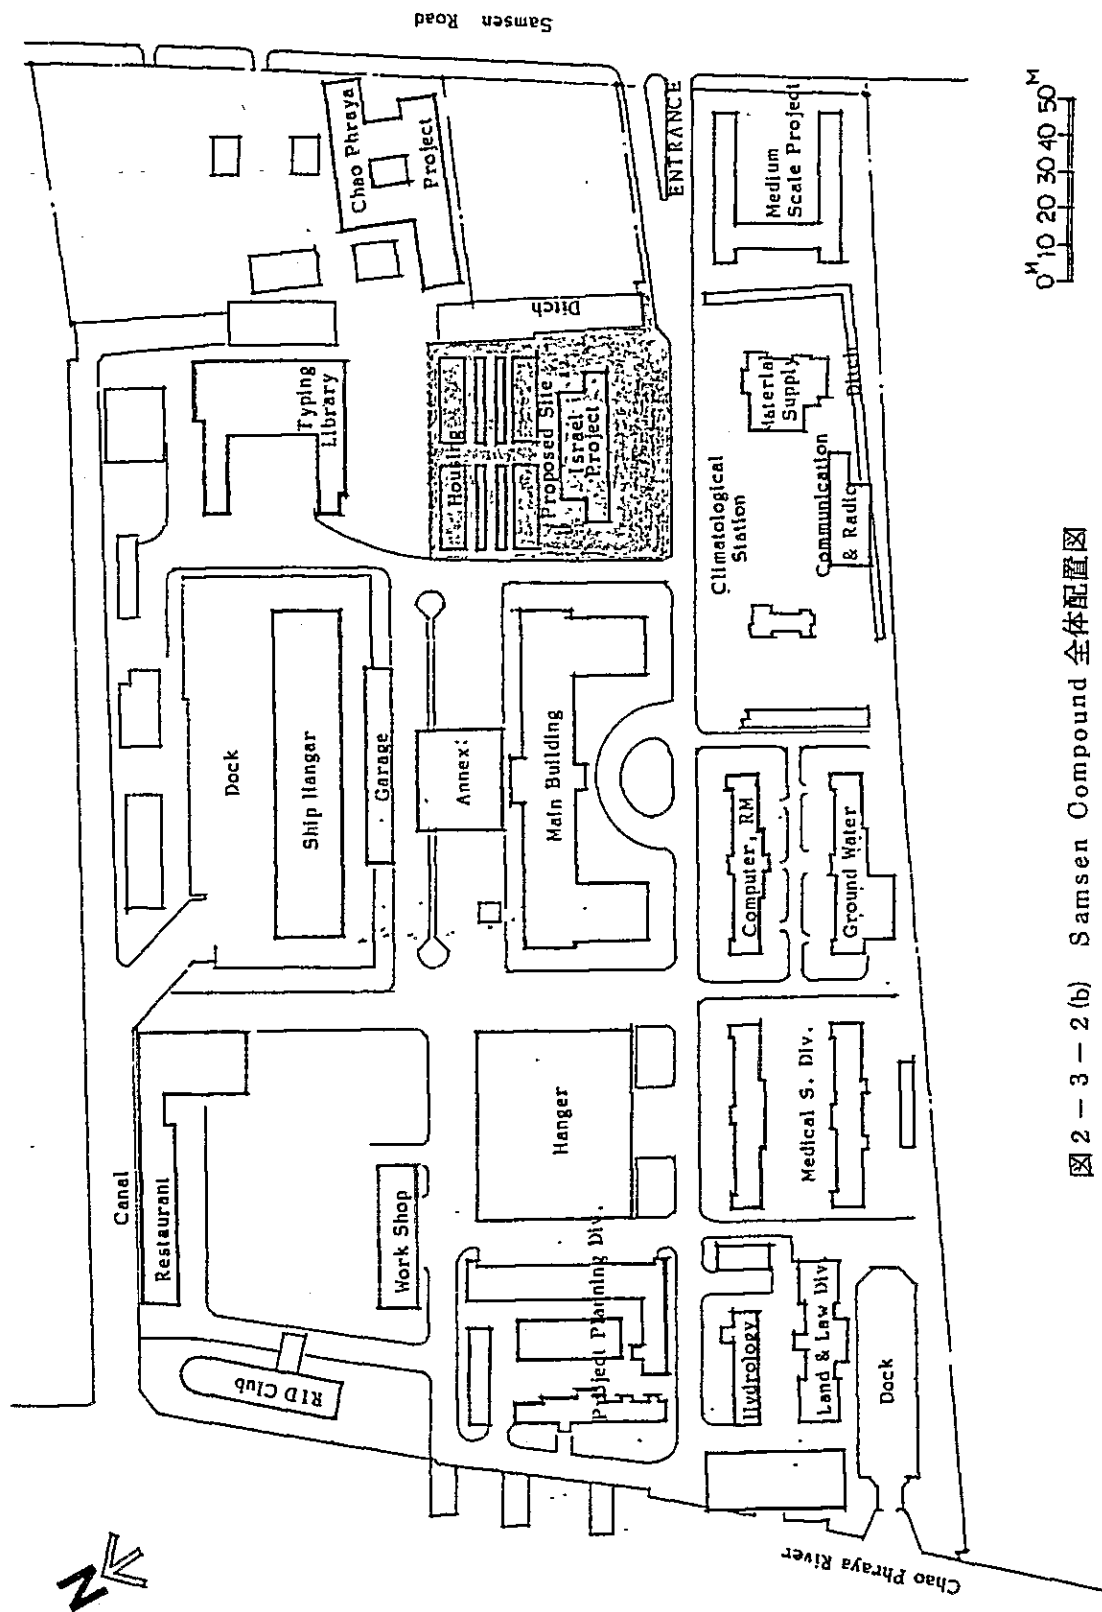 Samsen Road
Chao Phraya
Project
ENTRANCE
Medium
Scale Project
Ditch
Typing
Library
Housing
Proposed Site
Israel
Project
Material
Supply
Ditch
Climatological
Station
Communication
& Radio
Dock
Ship Hangar
Garage
Annex
Main Building
Computer, RM
Ground Water
Canal
Restaurant
Work Shop
Hanger
Medical S. Div.
RID Club
Project Planning Div.
Hydrology
Land & Law Div.
Dock
Chao Phraya River
N
0M 10 20 30 40 50M
図2-3-2(b) Samsen Compound 全体配置図